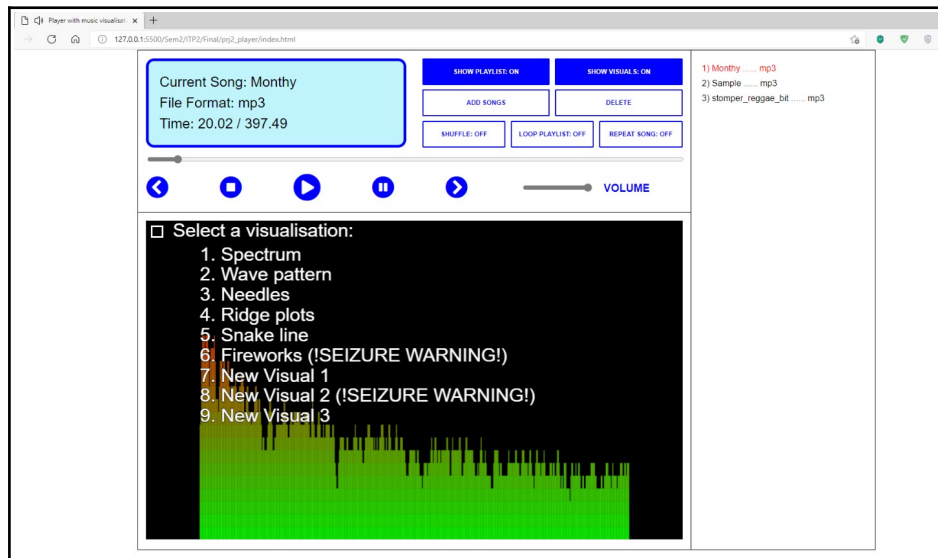 Player with music visualisati
127.0.0.1:5500/Sem2/ITP2/Final/prj2_player/index.html
Current Song: Monthy
File Format: mp3
Time: 20.02 / 397.49
SHOW PLAYLIST: ON
SHOW VISUALS: ON
ADD SONGS
DELETE
SHUFFLE: OFF
LOOP PLAYLIST: OFF
REPEAT SONG: OFF
VOLUME
1) Monthy ...... mp3
2) Sample ...... mp3
3) stomper_reggae_bit ...... mp3
Select a visualisation:
1. Spectrum
2. Wave pattern
3. Needles
4. Ridge plots
5. Snake line
6. Fireworks (!SEIZURE WARNING!)
7. New Visual 1
8. New Visual 2 (!SEIZURE WARNING!)
9. New Visual 3